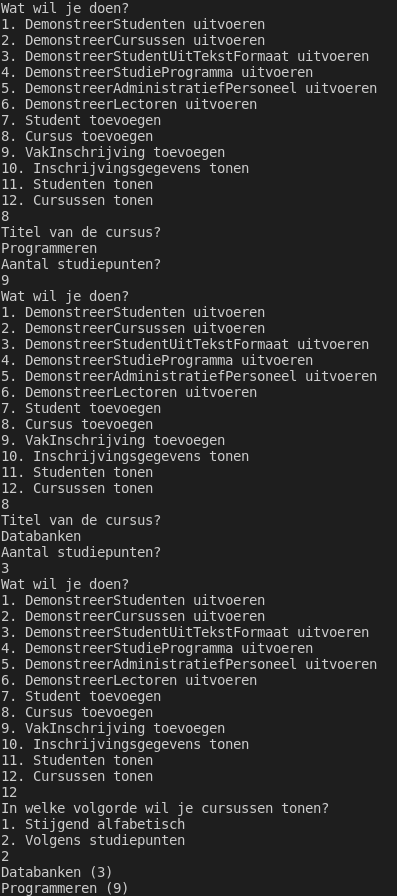 Wat wil je doen?
1. DemonstreerStudenten uitvoeren
2. DemonstreerCursussen uitvoeren
3. DemonstreerStudentUitTekstFormaat uitvoeren
4. DemonstreerStudieProgramma uitvoeren
5. DemonstreerAdministratiefPersoneel uitvoeren
6. DemonstreerLectoren uitvoeren
7. Student toevoegen
8. Cursus toevoegen
9. VakInschrijving toevoegen
10. Inschrijvingsgegevens tonen
11. Studenten tonen
12. Cursussen tonen
8
Titel van de cursus?
Programmeren
Aantal studiepunten?
9
Wat wil je doen?
1. DemonstreerStudenten uitvoeren
2. DemonstreerCursussen uitvoeren
3. DemonstreerStudentUitTekstFormaat uitvoeren
4. DemonstreerStudieProgramma uitvoeren
5. DemonstreerAdministratiefPersoneel uitvoeren
6. DemonstreerLectoren uitvoeren
7. Student toevoegen
8. Cursus toevoegen
9. VakInschrijving toevoegen
10. Inschrijvingsgegevens tonen
11. Studenten tonen
12. Cursussen tonen
8
Titel van de cursus?
Databanken
Aantal studiepunten?
3
Wat wil je doen?
1. DemonstreerStudenten uitvoeren
2. DemonstreerCursussen uitvoeren
3. DemonstreerStudentUitTekstFormaat uitvoeren
4. DemonstreerStudieProgramma uitvoeren
5. DemonstreerAdministratiefPersoneel uitvoeren
6. DemonstreerLectoren uitvoeren
7. Student toevoegen
8. Cursus toevoegen
9. VakInschrijving toevoegen
10. Inschrijvingsgegevens tonen
11. Studenten tonen
12. Cursussen tonen
12
In welke volgorde wil je cursussen tonen?
1. Stijgend alfabetisch
2. Volgens studiepunten
2
Databanken (3)
Programmeren (9)